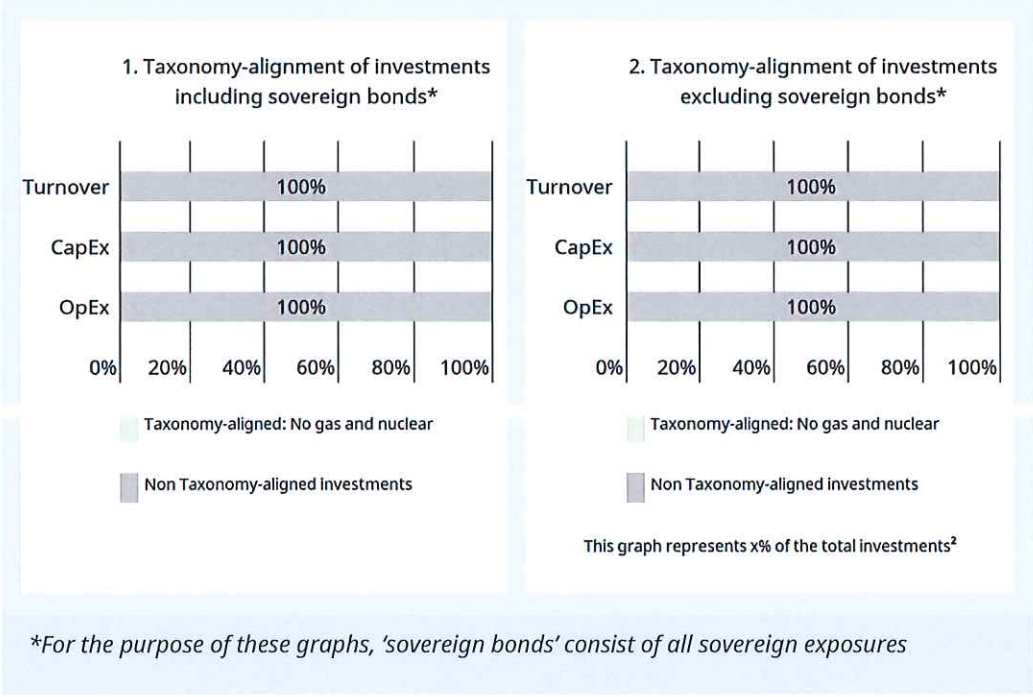 1. Taxonomy-alignment of investments
including sovereign bonds*
Turnover
100%
CapEx
100%
OpEx
100%
0% 20% 40% 60% 80% 100%
Taxonomy-aligned: No gas and nuclear
Non Taxonomy-aligned investments
2. Taxonomy-alignment of investments
excluding sovereign bonds*
Turnover
100%
CapEx
100%
OpEx
100%
0% 20% 40% 60% 80% 100%
Taxonomy-aligned: No gas and nuclear
Non Taxonomy-aligned investments
This graph represents x% of the total investments²
*For the purpose of these graphs, ‘sovereign bonds’ consist of all sovereign exposures